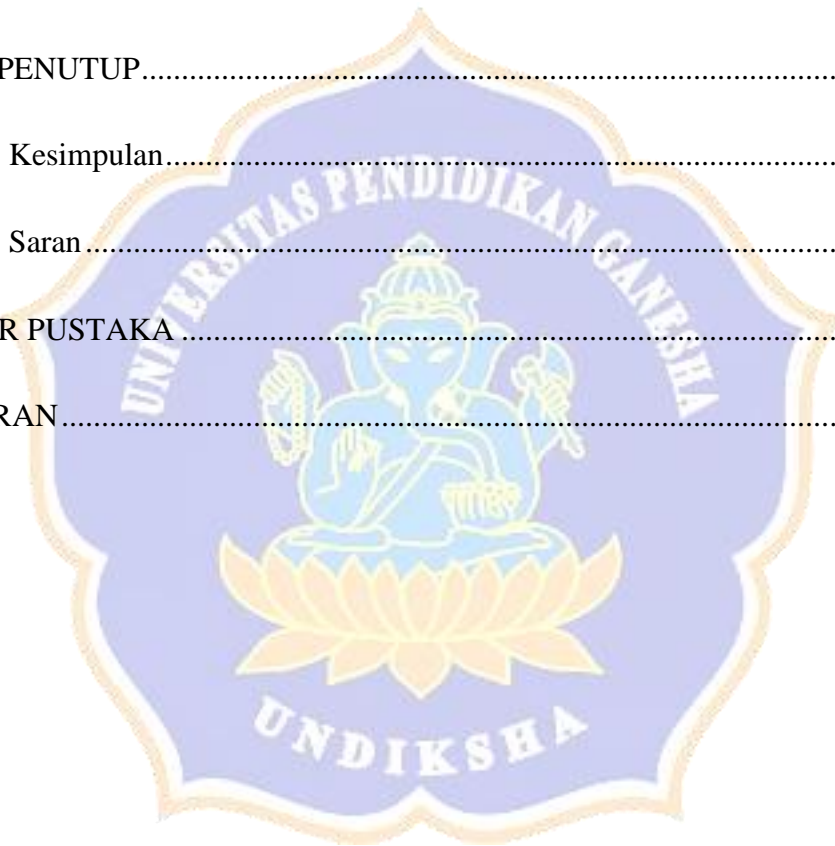 PENUTUP................................................................................
Kesimpulan.............................................................................
Saran......................................................................................
R PUSTAKA ...........................................................................
RAN........................................................................................
UNIVERSITAS PENDIDIKAN GANESHA
UNDIKSHA